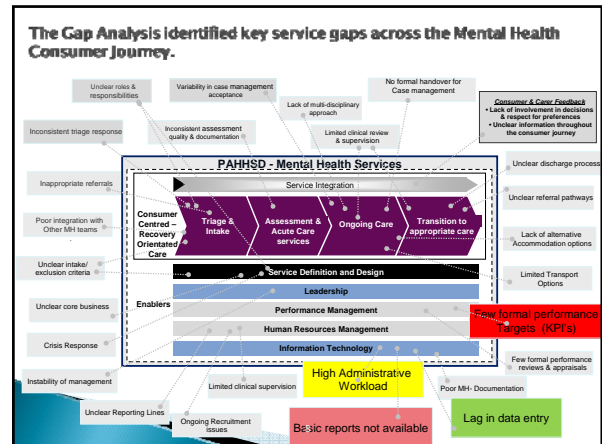 The Gap Analysis identified key service gaps across the Mental Health
Consumer Journey.
Unclear roles &
responsibilities
Variability in case management
acceptance
No formal handover for
Case management
Consumer & Carer Feedback
• Lack of involvement in decisions
& respect for preferences
• Unclear information throughout
the consumer journey
Lack of multi-disciplinary
approach
Inconsistent triage response
Inconsistent assessment
quality & documentation
Limited clinical review
& supervision
PAHHSD - Mental Health Services
Service Integration
Unclear discharge process
Inappropriate referrals
Unclear referral pathways
Consumer
Centred –
Recovery
Orientated
Care
Triage &
Intake
Assessment &
Acute Care
services
Ongoing Care
Transition to
appropriate care
Poor integration with
Other MH teams
.
Lack of alternative
Accommodation options
Unclear intake/
exclusion criteria
Service Definition and Design
Limited Transport
Options
Enablers
Leadership
Unclear core business
Performance Management
Few formal performance
Targets (KPI's)
Human Resources Management
Crisis Response
Information Technology
Few formal performance
reviews & appraisals
Instability of management
Limited clinical supervision
High Administrative
Workload
Poor MH- Documentation
Unclear Reporting Lines
Ongoing Recruitment
issues
Basic reports not available
Lag in data entry